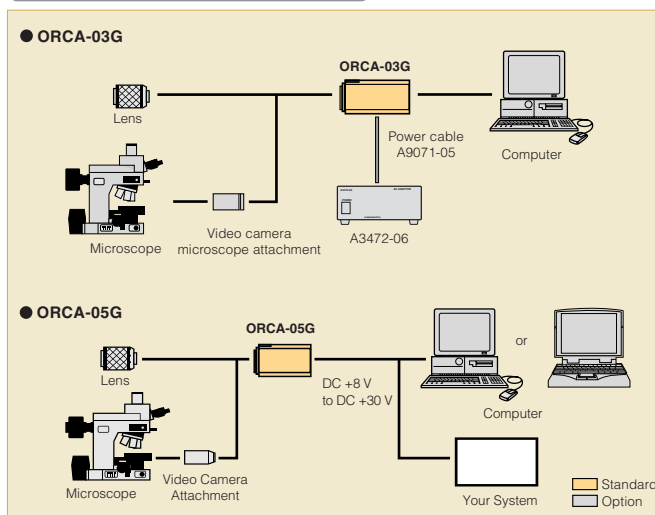 ORCA-03G
ORCA-03G
Lens
Power cable
A9071-05
Computer
Microscope
Video camera
microscope attachment
A3472-06
ORCA-05G
ORCA-05G
Lens
DC +8 V
to DC +30 V
or
Computer
Microscope
Video Camera
Attachment
Your System
Standard
Option